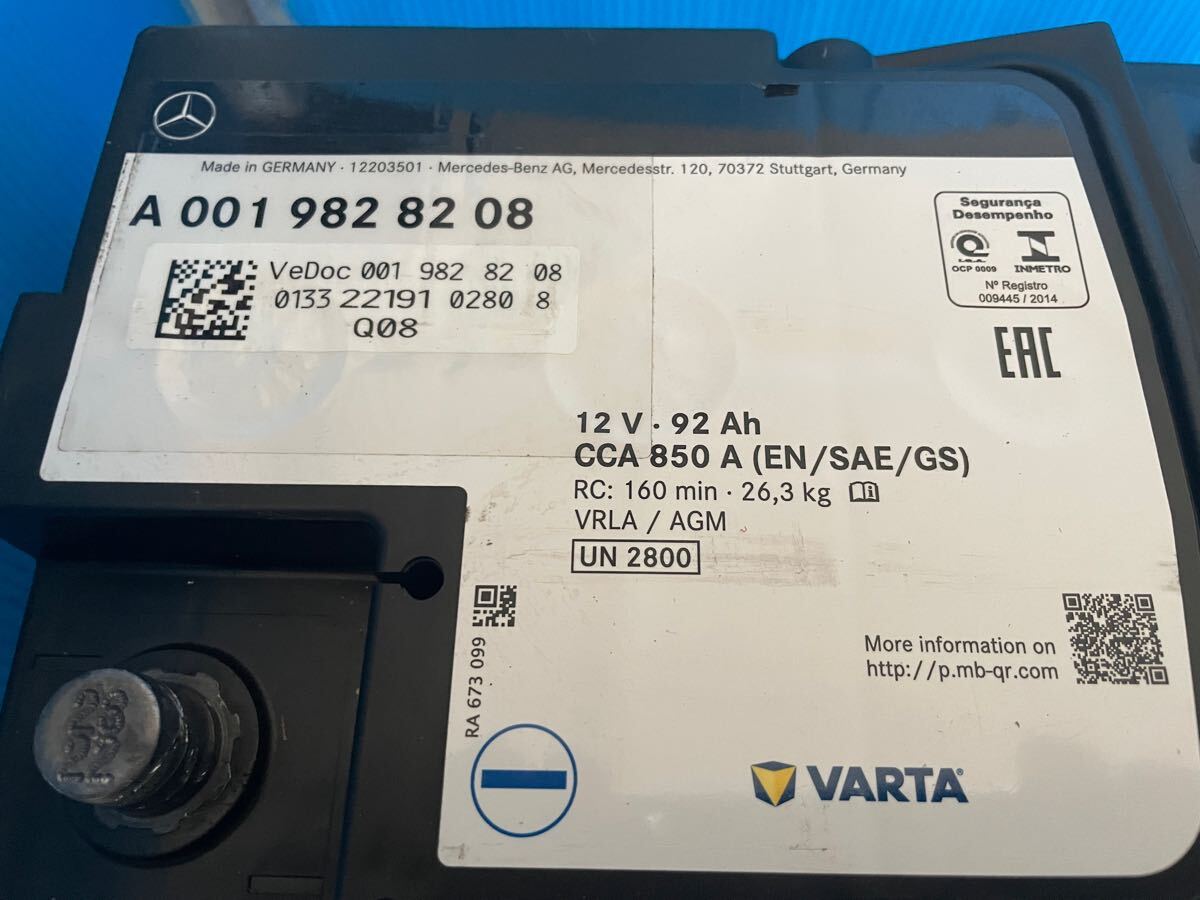 Made in GERMANY · 12203501 · Mercedes-Benz AG, Mercedesstr. 120, 70372 Stuttgart, Germany
A 001 982 82 08
VeDoc 001 982 82 08
0133 22191 0280 8
Q08
Segurança
Desempenho
OCP 0009
INMETRO
Nº Registro
009445 / 2014
EAC
12 V · 92 Ah
CCA 850 A (EN/SAE/GS)
RC: 160 min · 26,3 kg
VRLA / AGM
UN 2800
RA 673 099
More information on
http://p.mb-qr.com
VARTA